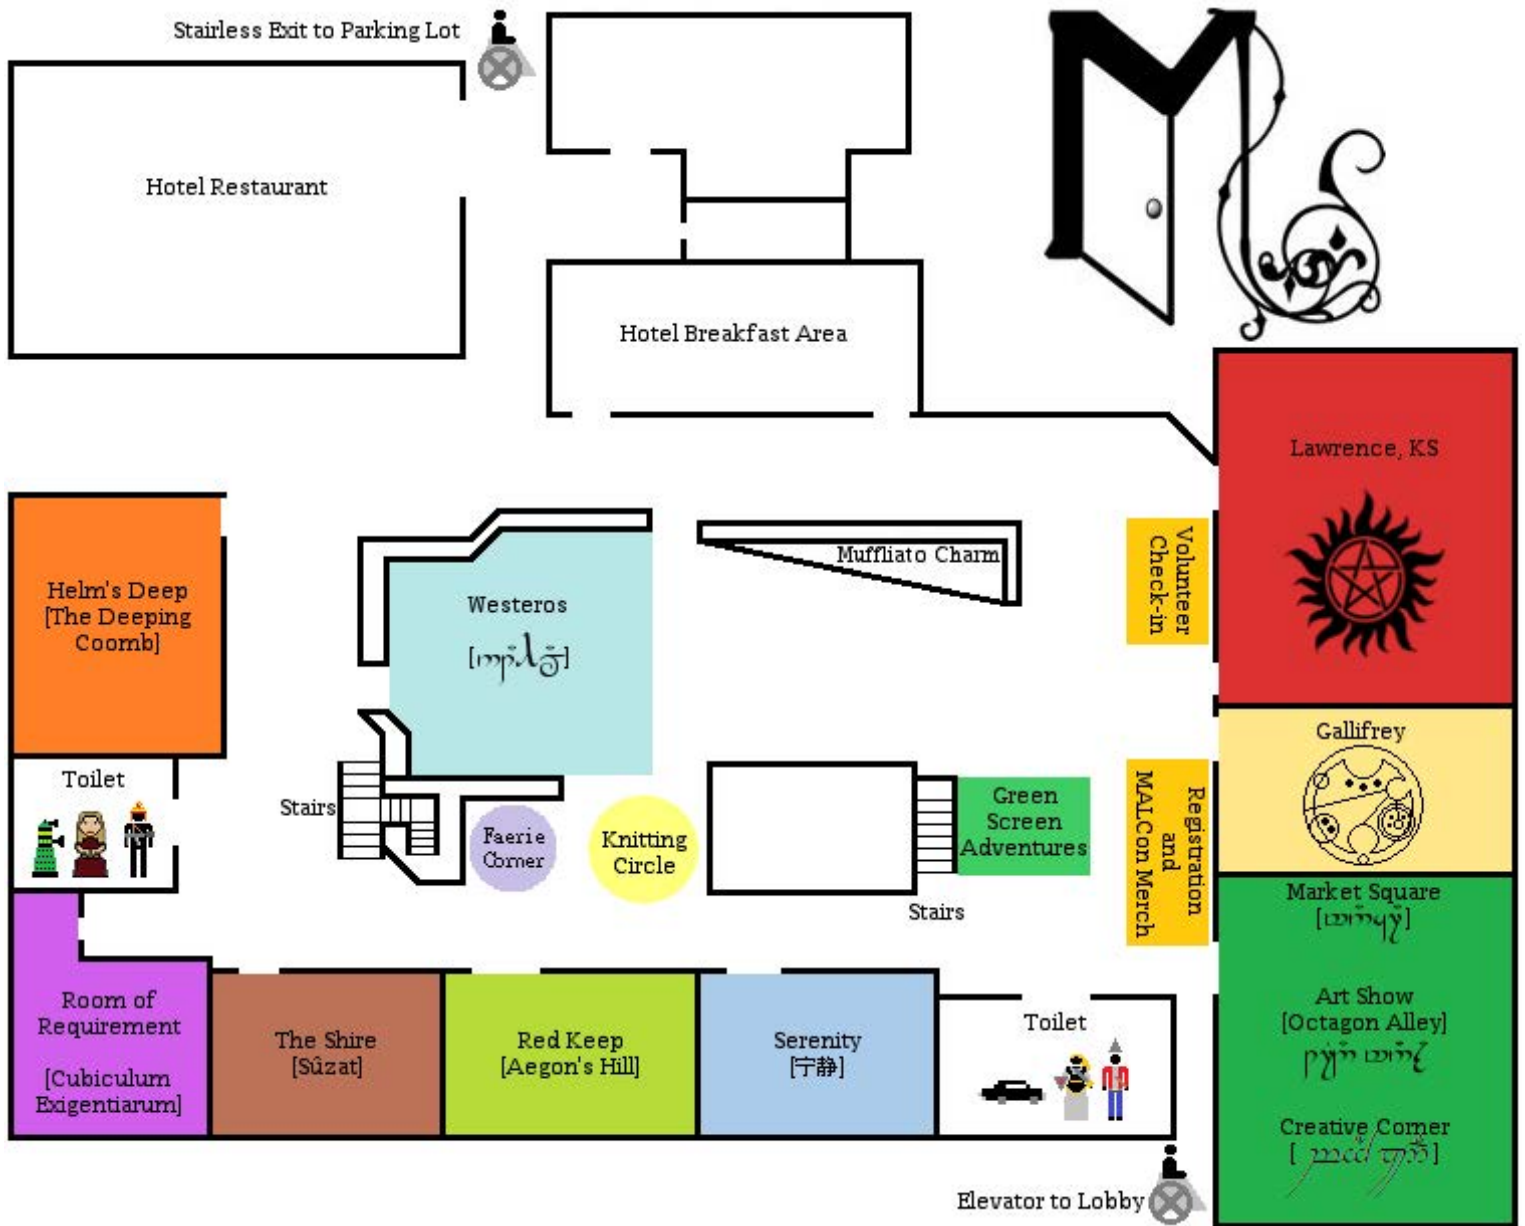 Stairless Exit to Parking Lot
Hotel Restaurant
Hotel Breakfast Area
Lawrence, KS
Volunteer
Check-in
Muffliato Charm
Helm's Deep
[The Deeping
Coomb]
Westeros
Gallifrey
Toilet
Stairs
Faerie
Corner
Knitting
Circle
Green
Screen
Adventures
Stairs
Registration
and
MALCon Merch
Market Square
Art Show
[Octagon Alley]
Creative Corner
Room of
Requirement
[Cubiculum
Exigentiarum]
The Shire
[Sûzat]
Red Keep
[Aegon's Hill]
Serenity
[宁静]
Toilet
Elevator to Lobby